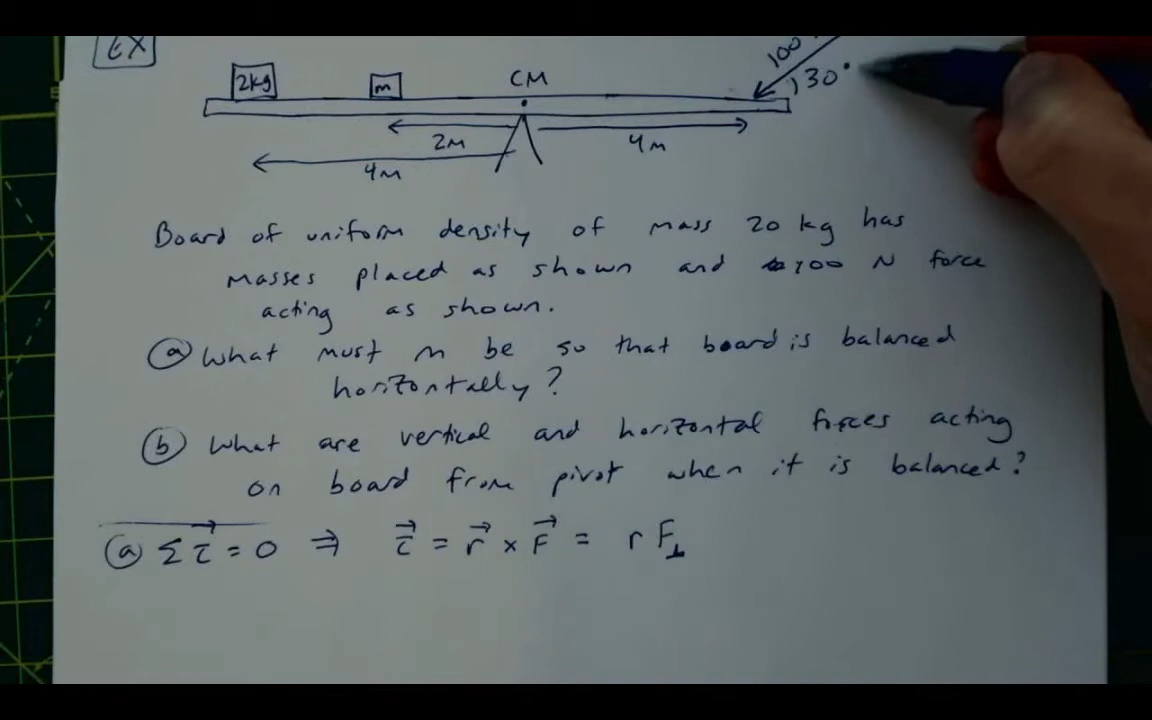 EX
2kg
m
CM
100
30°
2M
4M
4M
Board of uniform density of mass 20 kg has
masses placed as shown and 100 N force
acting as shown.
(a) What must m be so that board is balanced
horizontally?
(b) What are vertical and horizontal forces acting
on board from pivot when it is balanced?
(a) Σ τ⃗ = 0 ⇒ τ⃗ = r⃗ × F⃗ = r F⊥